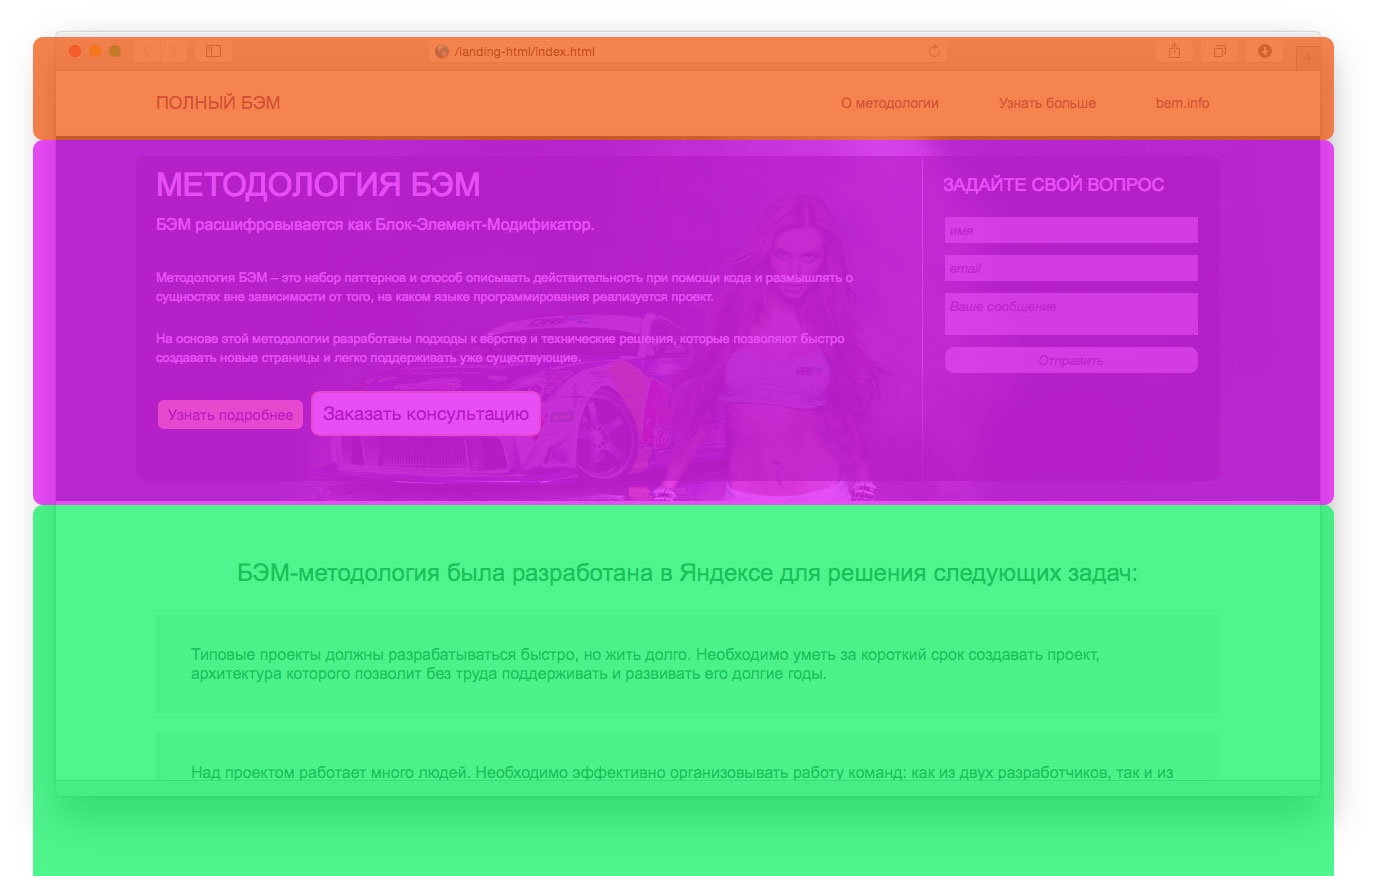 /landing-html/index.html
ПОЛНЫЙ БЭМ
О методологии
Узнать больше
bem.info
МЕТОДОЛОГИЯ БЭМ
БЭМ расшифровывается как Блок-Элемент-Модификатор.
Методология БЭМ – это набор паттернов и способ описывать действительность при помощи кода и размышлять о
сущностях вне зависимости от того, на каком языке программирования реализуется проект.
На основе этой методологии разработаны подходы к вёрстке и технические решения, которые позволяют быстро
создавать новые страницы и легко поддерживать уже существующие.
Узнать подробнее
Заказать консультацию
ЗАДАЙТЕ СВОЙ ВОПРОС
имя
email
Ваше сообщение
Отправить
БЭМ-методология была разработана в Яндексе для решения следующих задач:
Типовые проекты должны разрабатываться быстро, но жить долго. Необходимо уметь за короткий срок создавать проект,
архитектура которого позволит без труда поддерживать и развивать его долгие годы.
Над проектом работает много людей. Необходимо эффективно организовывать работу команд: как из двух разработчиков, так и из